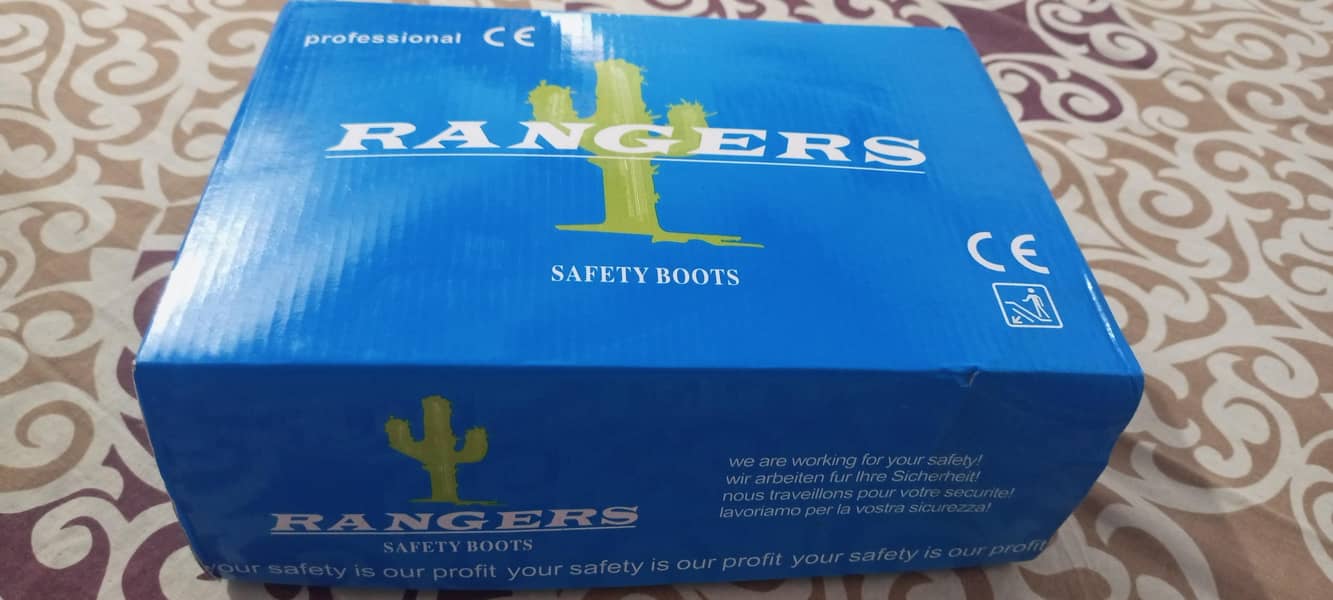 professional CE
RANGERS
SAFETY BOOTS
CE
RANGERS
SAFETY BOOTS
we are working for your safety!
wir arbeiten fur Ihre Sicherheit!
nous traveillons pour votre securite!
lavoriamo per la vostra sicurezza!
your safety is our profit your safety is our profit your safety is our profit